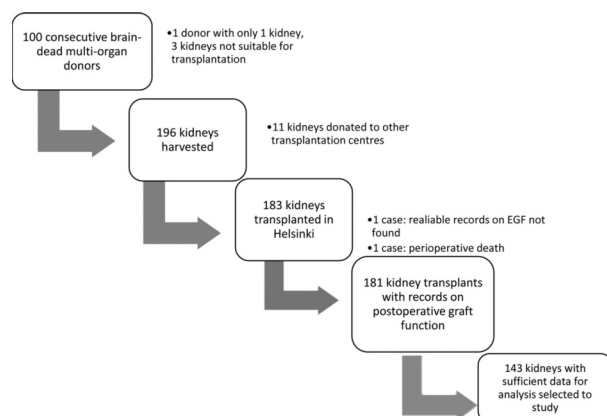 100 consecutive brain-
dead multi-organ
donors
•1 donor with only 1 kidney,
3 kidneys not suitable for
transplantation
196 kidneys
harvested
•11 kidneys donated to other
transplantation centres
183 kidneys
transplanted in
Helsinki
•1 case: realiable records on EGF not
found
•1 case: perioperative death
181 kidney transplants
with records on
postoperative graft
function
143 kidneys with
sufficient data for
analysis selected to
study